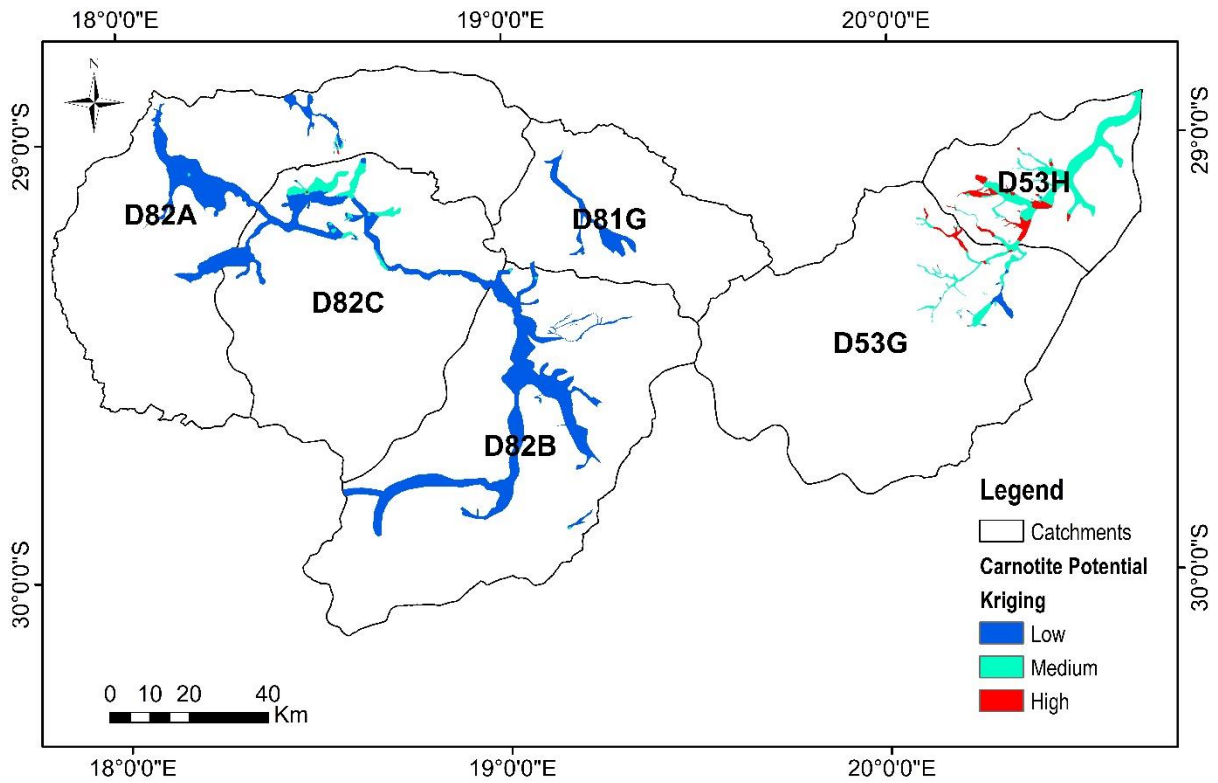 18°0'0"E 19°0'0"E 20°0'0"E
N
29°0'0"S
29°0'0"S
D53H
D82A
D81G
D82C
D53G
D82B
Legend
Catchments
Carnotite Potential
Kriging
Low
Medium
High
30°0'0"S
30°0'0"S
0 10 20 40
Km
18°0'0"E 19°0'0"E 20°0'0"E